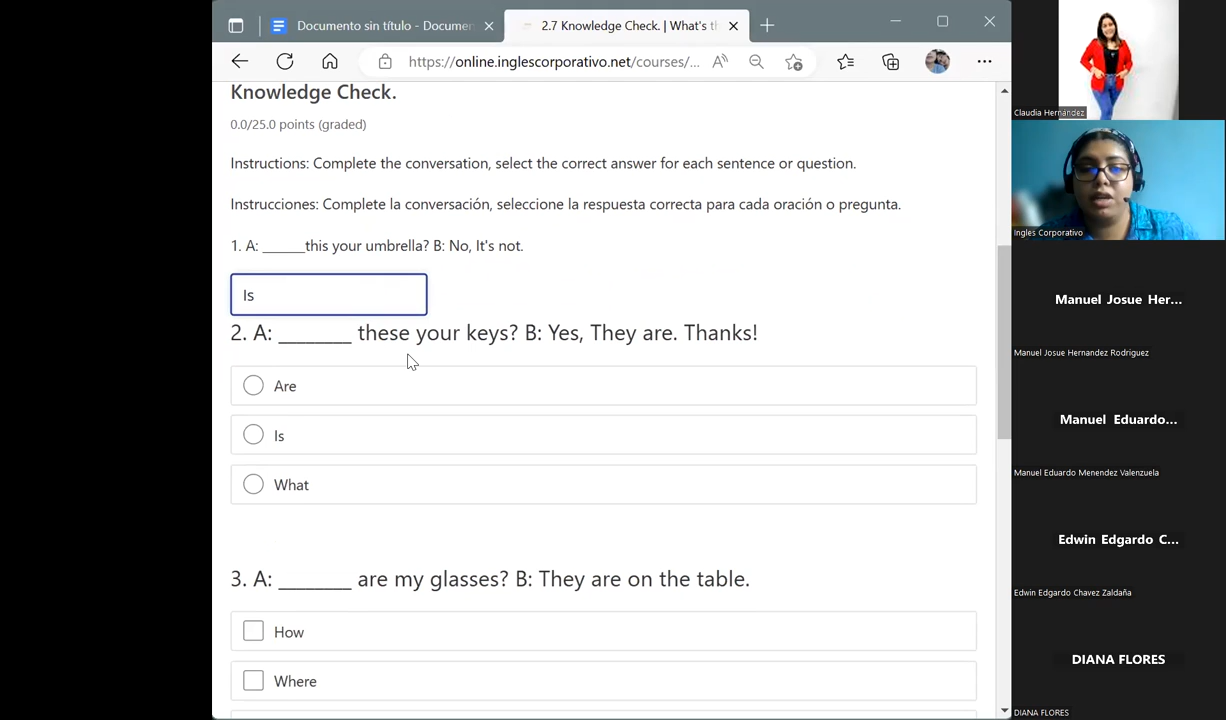 Documento sin título - Documen
2.7 Knowledge Check. | What's th
https://online.inglescorporativo.net/courses/...
Knowledge Check.
0.0/25.0 points (graded)
Instructions: Complete the conversation, select the correct answer for each sentence or question.
Instrucciones: Complete la conversación, seleccione la respuesta correcta para cada oración o pregunta.
1. A: ______this your umbrella? B: No, It's not.
Is
2. A: _______ these your keys? B: Yes, They are. Thanks!
Are
Is
What
3. A: _______ are my glasses? B: They are on the table.
How
Where
Claudia Hernández
Ingles Corporativo
Manuel Josue Her...
Manuel Josue Hernandez Rodriguez
Manuel Eduardo...
Manuel Eduardo Menendez Valenzuela
Edwin Edgardo C...
Edwin Edgardo Chavez Zaldaña
DIANA FLORES
DIANA FLORES